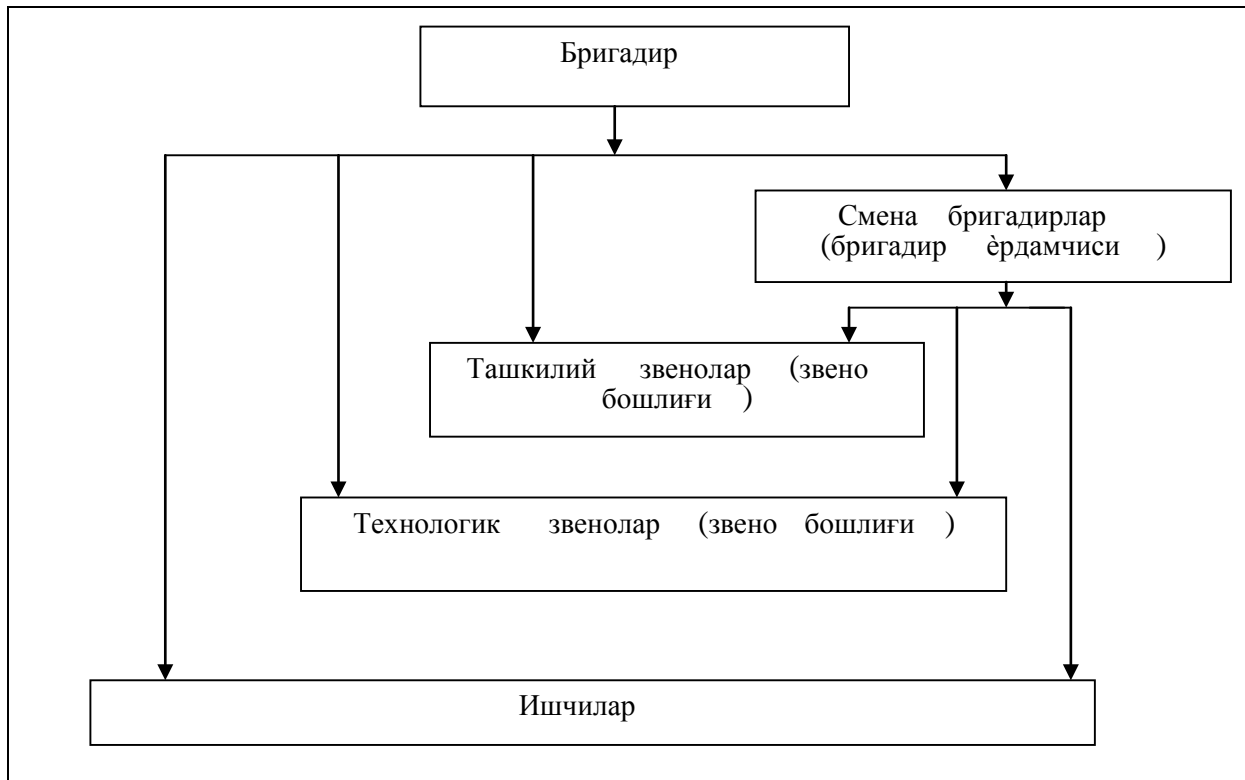 Бригадир
Смена бригадирлар
(бригадир ѐрдамчиси )
Ташкилий звенолар (звено
бошлиғи )
Технологик звенолар (звено бошлиғи )
Ишчилар